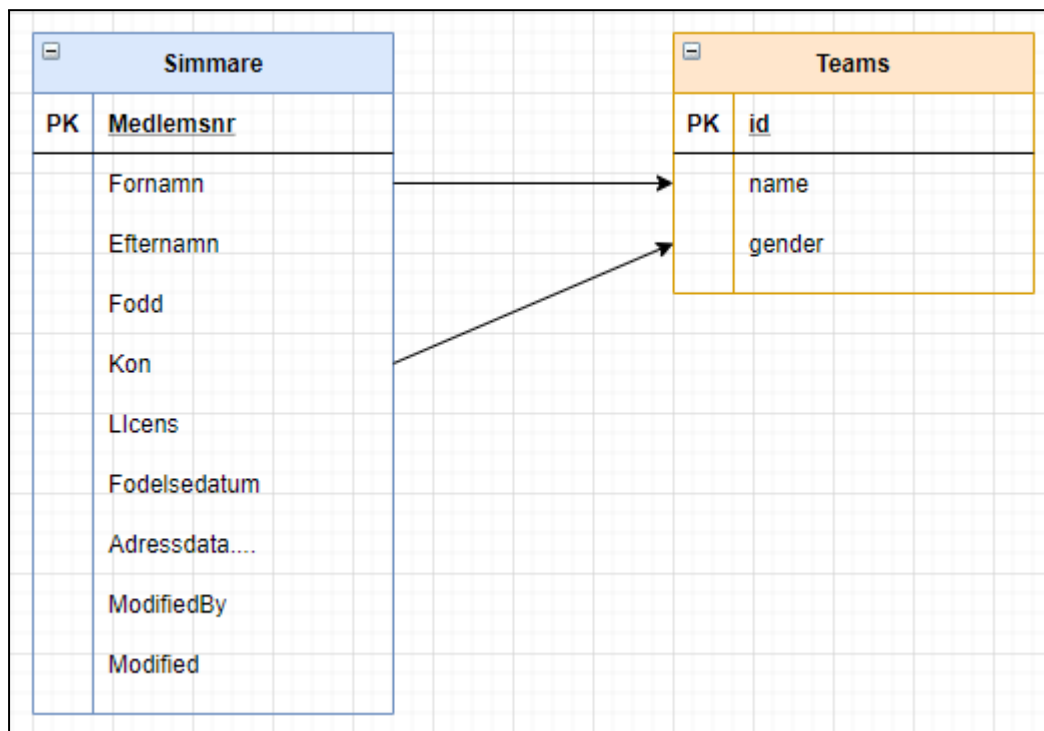 Simmare
PK Medlemsnr
Fornamn
Efternamn
Fodd
Kon
LIcens
Fodelsedatum
Adressdata....
ModifiedBy
Modified
Teams
PK id
name
gender